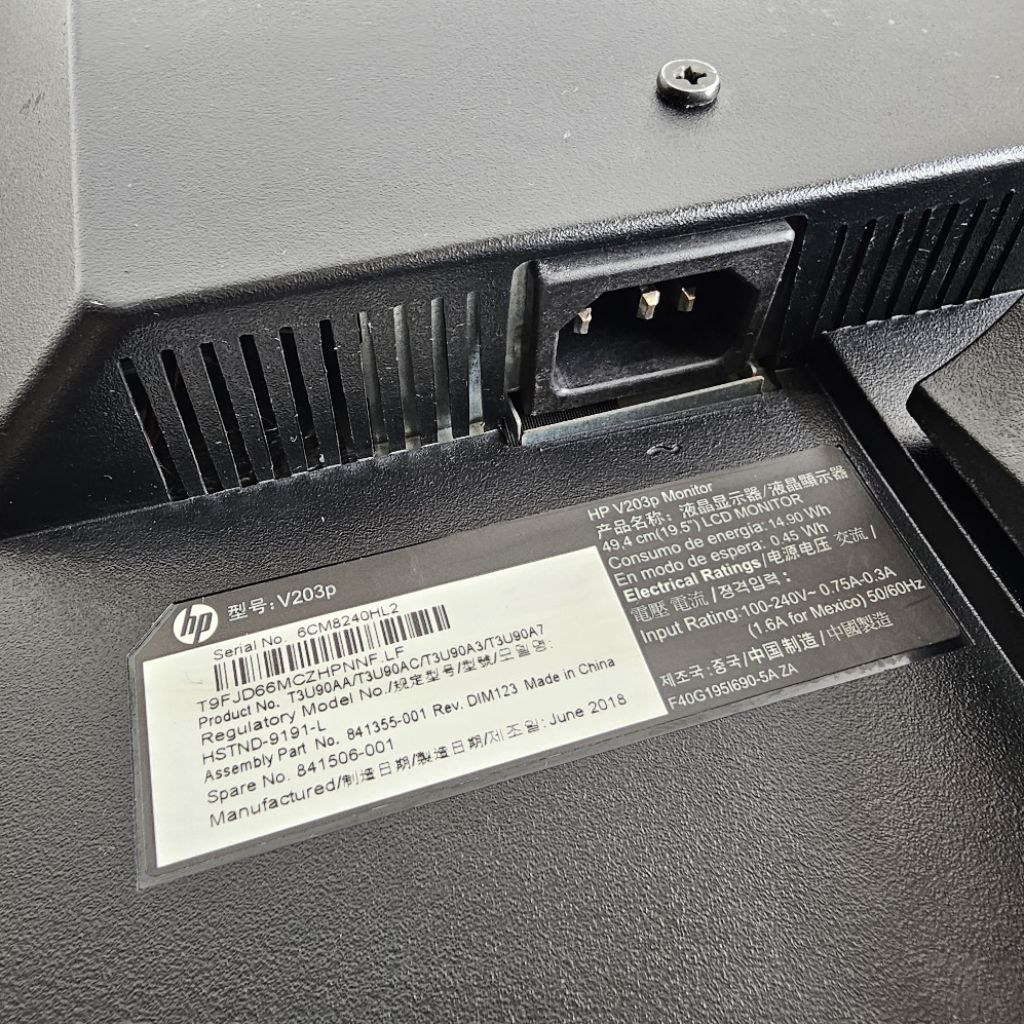 hp 型号: V203p
Serial No. 6CM8240HL2
T9FJD66MCZHPNNF,LF
Product No. T3U90AA/T3U90AC/T3U90A3/T3U90A7
Regulatory Model No./规定型号/型號/모델명:
HSTND-9191-L
Assembly Part No. 841355-001 Rev. DIM123 Made in China
Spare No. 841506-001
Manufactured/制造日期/製造日期/제조일: June 2018
HP V203p Monitor
产品名称: 液晶显示器/液晶顯示器
49.4 cm(19.5") LCD MONITOR
Consumo de energía: 14.90 Wh
En modo de espera: 0.45 Wh
Electrical Ratings/电源电压 交流/
電壓 電流/정격입력:
Input Rating:100-240V~ 0.75A-0.3A
(1.6A for Mexico) 50/60Hz
제조국:중국/中国制造/中國製造
F40G195I690-5A ZA